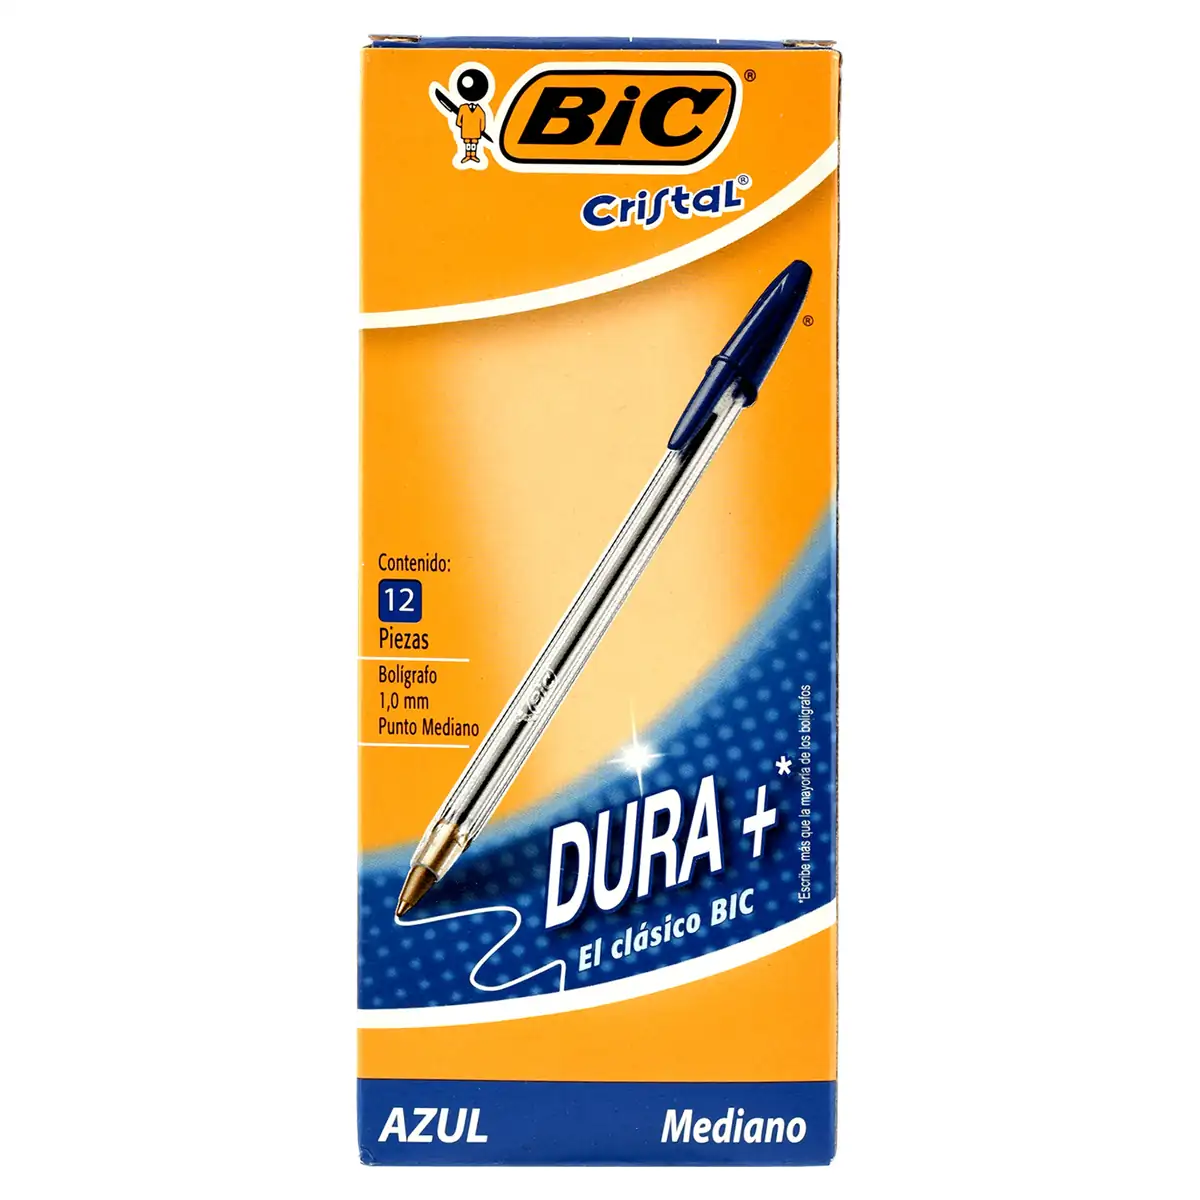 BiC®
Cristal®
®
Contenido:
12
Piezas
Bolígrafo
1,0 mm
Punto Mediano
BiC
DURA +*
El clásico BIC
*Escribe más que la mayoría de los bolígrafos
AZUL
Mediano